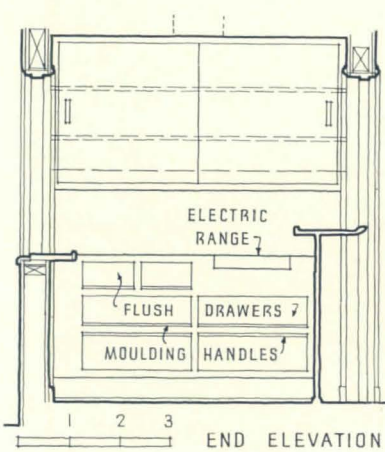 ELECTRIC
RANGE
FLUSH DRAWERS
MOULDING HANDLES
1 2 3
END ELEVATION